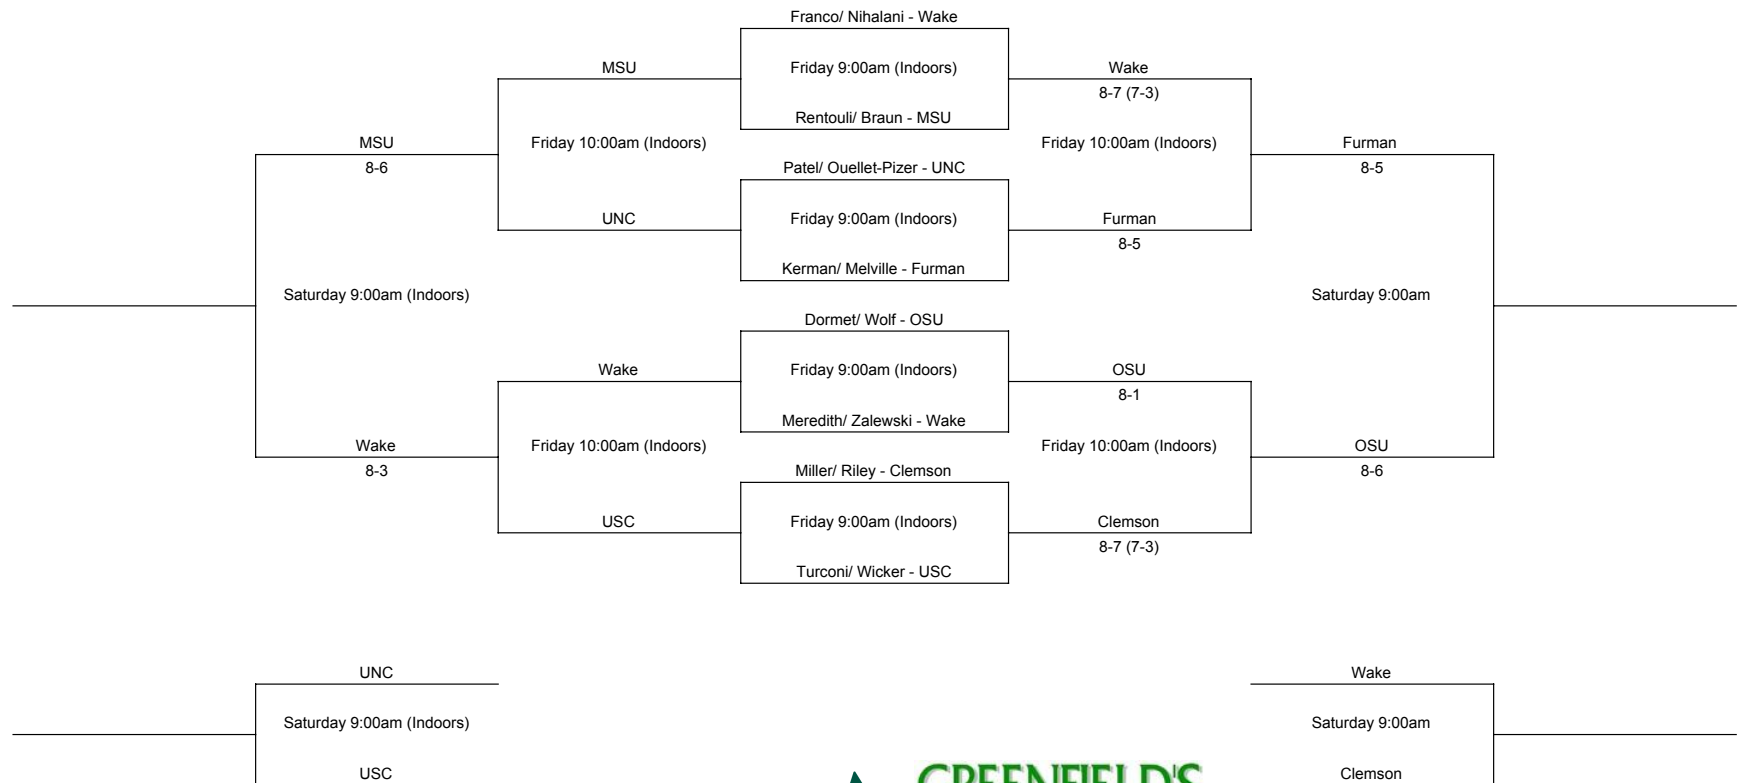 Franco/ Nihalani - Wake
MSU
Friday 9:00am (Indoors)
Wake
8-7 (7-3)
Rentouli/ Braun - MSU
MSU
Friday 10:00am (Indoors)
Friday 10:00am (Indoors)
Furman
8-6
Patel/ Ouellet-Pizer - UNC
8-5
UNC
Friday 9:00am (Indoors)
Furman
8-5
Kerman/ Melville - Furman
Saturday 9:00am (Indoors)
Saturday 9:00am
Dormet/ Wolf - OSU
Wake
Friday 9:00am (Indoors)
OSU
8-1
Meredith/ Zalewski - Wake
Wake
Friday 10:00am (Indoors)
Friday 10:00am (Indoors)
OSU
8-3
Miller/ Riley - Clemson
8-6
USC
Friday 9:00am (Indoors)
Clemson
8-7 (7-3)
Turconi/ Wicker - USC
UNC
Wake
Saturday 9:00am (Indoors)
Saturday 9:00am
USC
GREENFIELD'S
Clemson